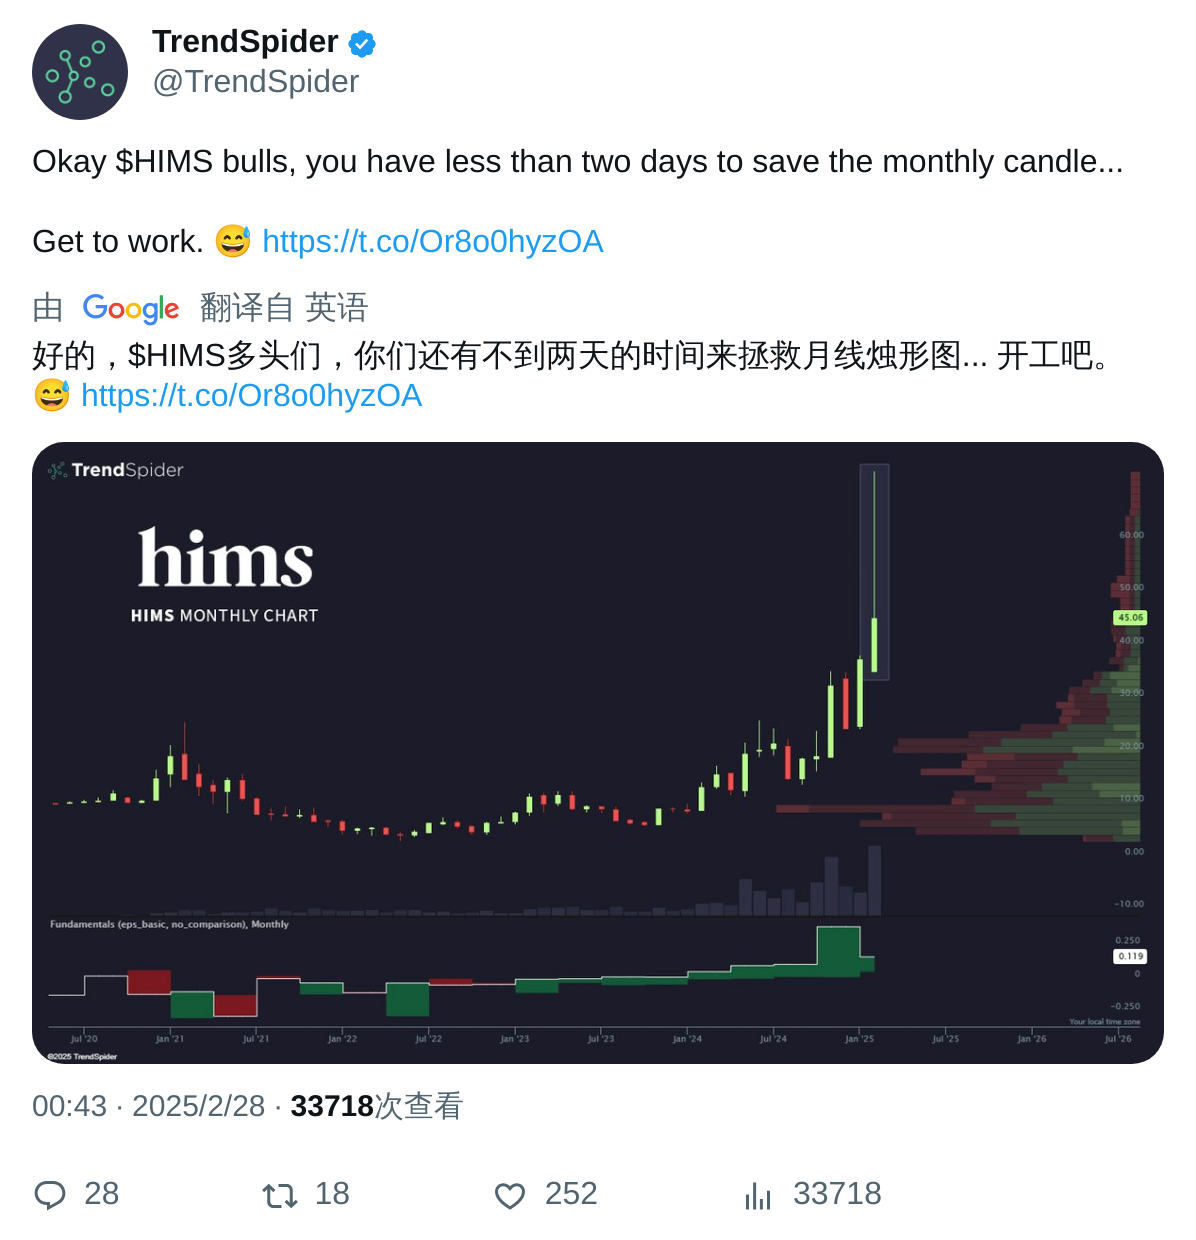 TrendSpider
@TrendSpider
Okay $HIMS bulls, you have less than two days to save the monthly candle...
Get to work. 😅 https://t.co/Or8o0hyzOA
由 Google 翻译自 英语
好的，$HIMS多头们，你们还有不到两天的时间来拯救月线烛形图... 开工吧。
😅 https://t.co/Or8o0hyzOA
TrendSpider
hims
HIMS MONTHLY CHART
60.00
50.00
45.06
40.00
30.00
20.00
10.00
0.00
-10.00
Fundamentals (eps_basic, no_comparison), Monthly
0.250
0.119
0
-0.250
Your local time zone
Jul '20 Jan '21 Jul '21 Jan '22 Jul '22 Jan '23 Jul '23 Jan '24 Jul '24 Jan '25 Jul '25 Jan '26 Jul '26
©2025 TrendSpider
00:43 · 2025/2/28 · 33718次查看
28 18 252 33718